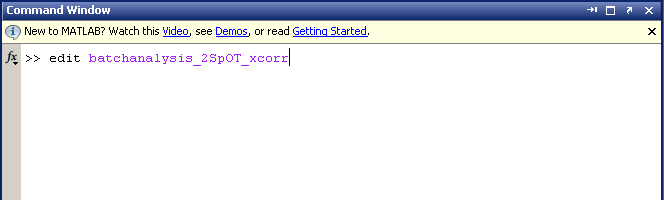 Command Window
New to MATLAB? Watch this Video, see Demos, or read Getting Started.
fx >> edit batchanalysis_2SpOT_xcorr